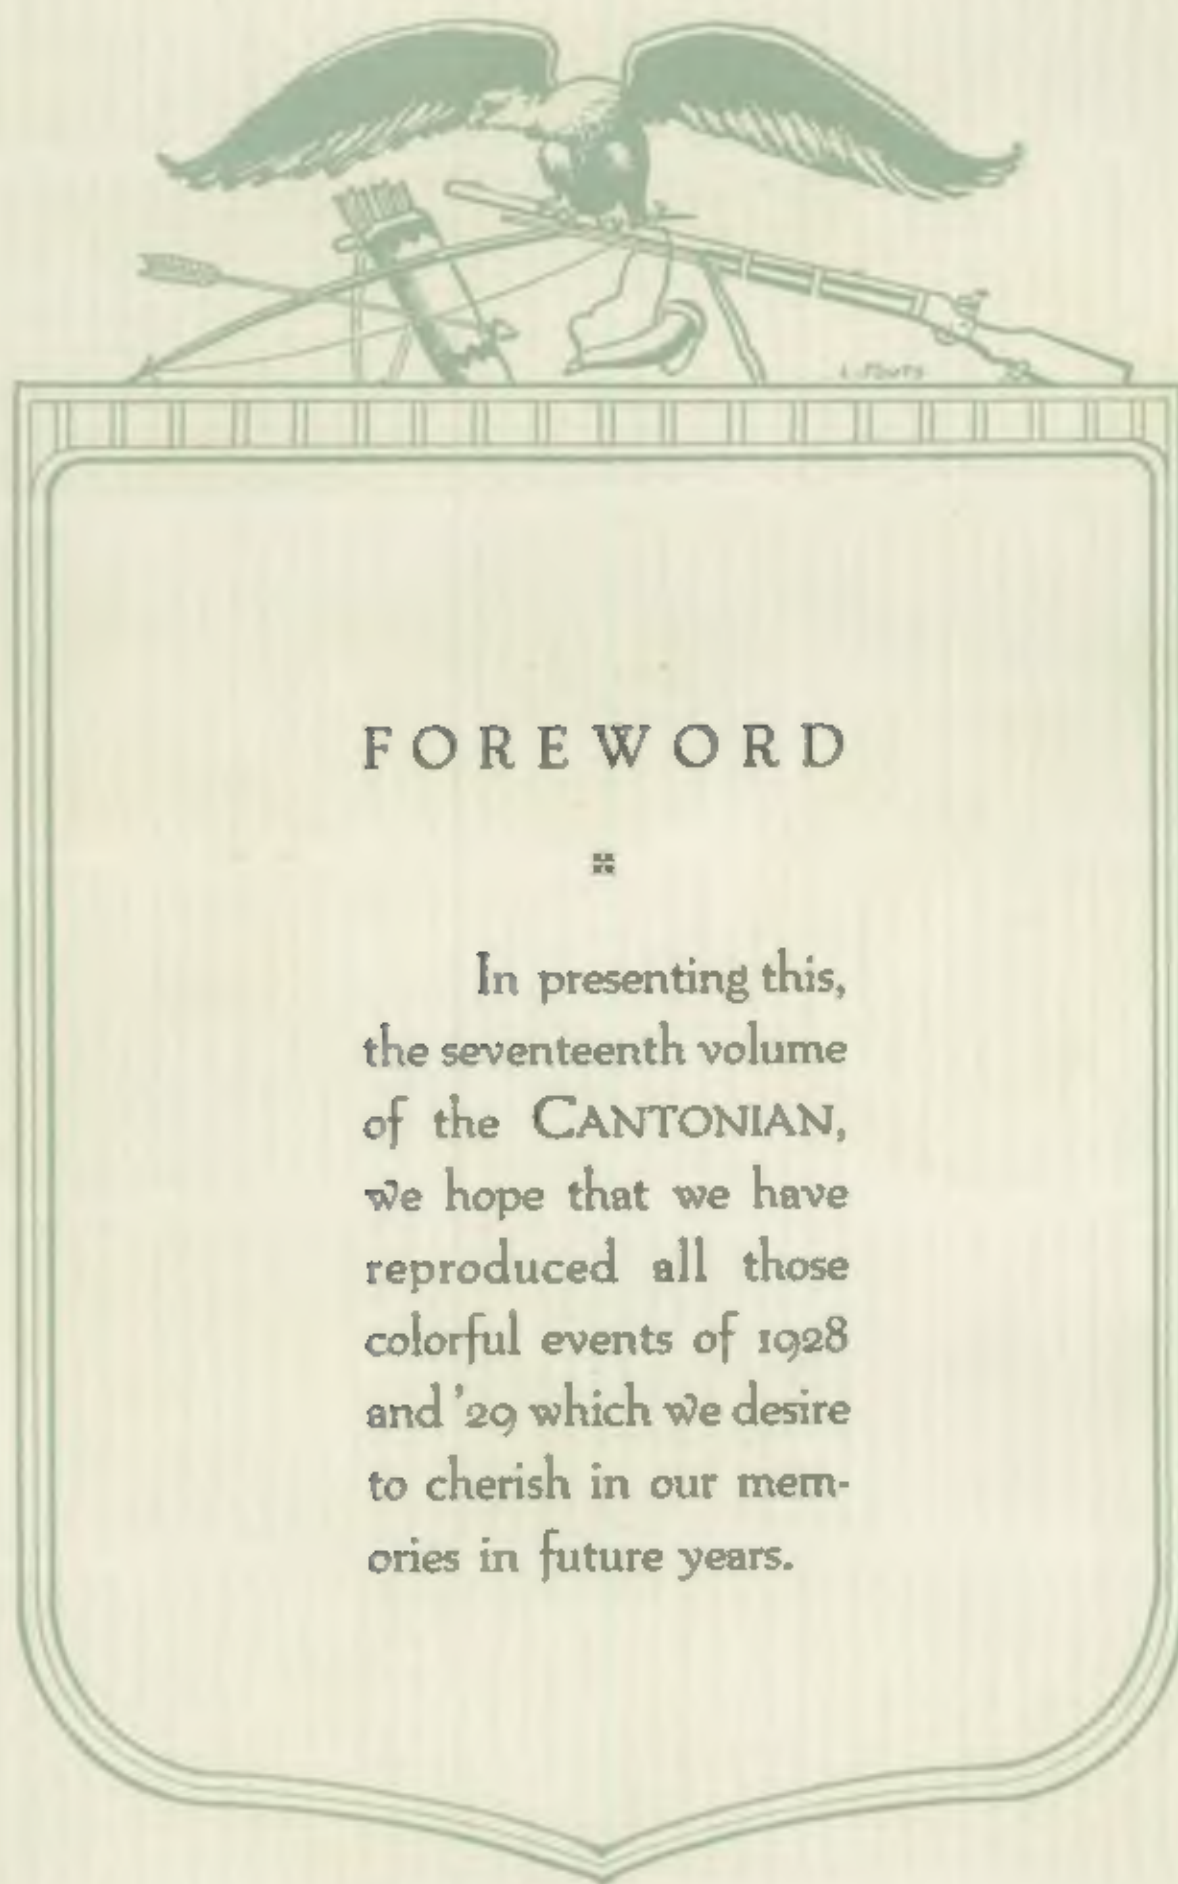 L. FOUTS
FOREWORD
In presenting this,
the seventeenth volume
of the CANTONIAN,
we hope that we have
reproduced all those
colorful events of 1928
and '29 which we desire
to cherish in our mem-
ories in future years.